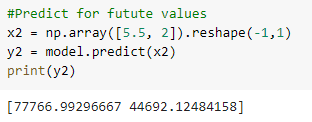 #Predict for futute values
x2 = np.array([5.5, 2]).reshape(-1,1)
y2 = model.predict(x2)
print(y2)
[77766.99296667 44692.12484158]